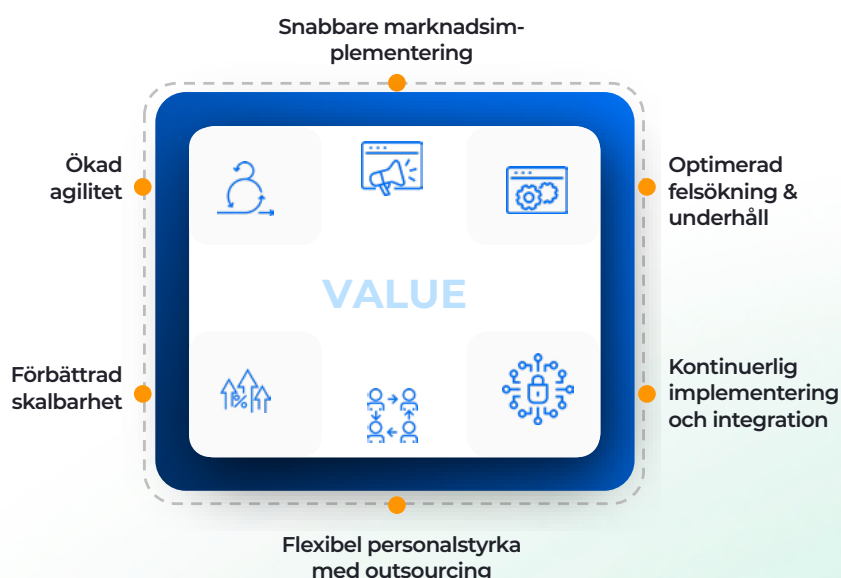 Snabbare marknadsim-
plementering
Ökad
agilitet
Optimerad
felsökning &
underhåll
VALUE
Förbättrad
skalbarhet
%
Kontinuerlig
implementering
och integration
Flexibel personalstyrka
med outsourcing